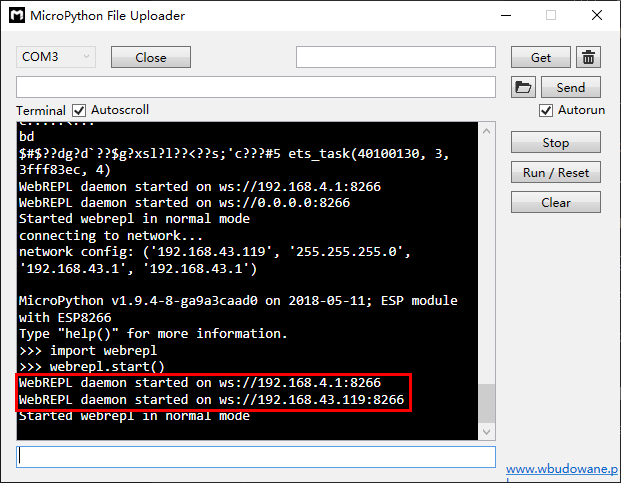 MicroPython File Uploader
COM3
Close
Get
Send
Terminal
Autoscroll
Autorun
bd
$#$??dg?d`??$g?xsl?l??<??s;'c???#5 ets_task(40100130, 3,
3fff83ec, 4)
WebREPL daemon started on ws://192.168.4.1:8266
WebREPL daemon started on ws://0.0.0.0:8266
Started webrepl in normal mode
connecting to network...
network config: ('192.168.43.119', '255.255.255.0',
'192.168.43.1', '192.168.43.1')
MicroPython v1.9.4-8-ga9a3caad0 on 2018-05-11; ESP module
with ESP8266
Type "help()" for more information.
>>> import webrepl
>>> webrepl.start()
WebREPL daemon started on ws://192.168.4.1:8266
WebREPL daemon started on ws://192.168.43.119:8266
Started webrepl in normal mode
Stop
Run / Reset
Clear
www.wbudowane.p